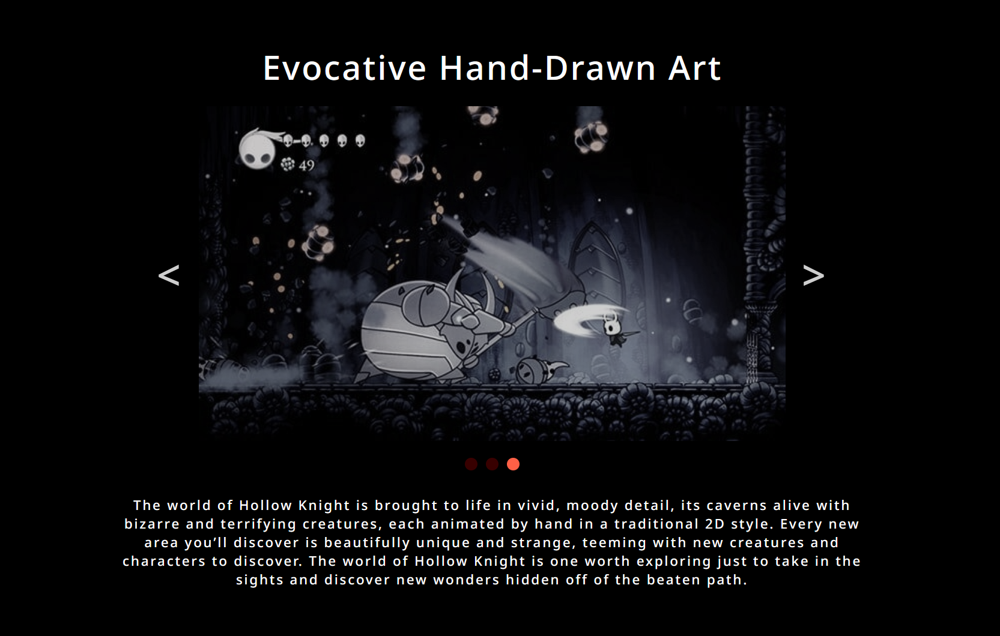 Evocative Hand-Drawn Art
49
< >
The world of Hollow Knight is brought to life in vivid, moody detail, its caverns alive with
bizarre and terrifying creatures, each animated by hand in a traditional 2D style. Every new
area you’ll discover is beautifully unique and strange, teeming with new creatures and
characters to discover. The world of Hollow Knight is one worth exploring just to take in the
sights and discover new wonders hidden off of the beaten path.